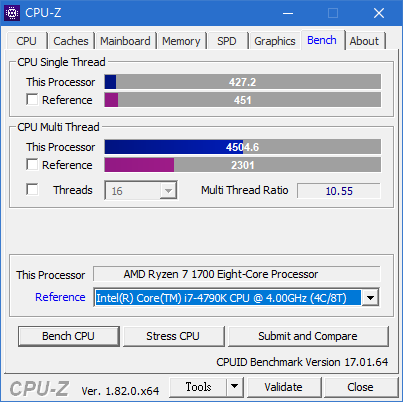 CPU-Z
CPU Caches Mainboard Memory SPD Graphics Bench About
CPU Single Thread
This Processor 427.2
Reference 451
CPU Multi Thread
This Processor 4504.6
Reference 2301
Threads 16 Multi Thread Ratio 10.55
This Processor AMD Ryzen 7 1700 Eight-Core Processor
Reference Intel(R) Core(TM) i7-4790K CPU @ 4.00GHz (4C/8T)
Bench CPU Stress CPU Submit and Compare
CPUID Benchmark Version 17.01.64
CPU-Z Ver. 1.82.0.x64 Tools Validate Close